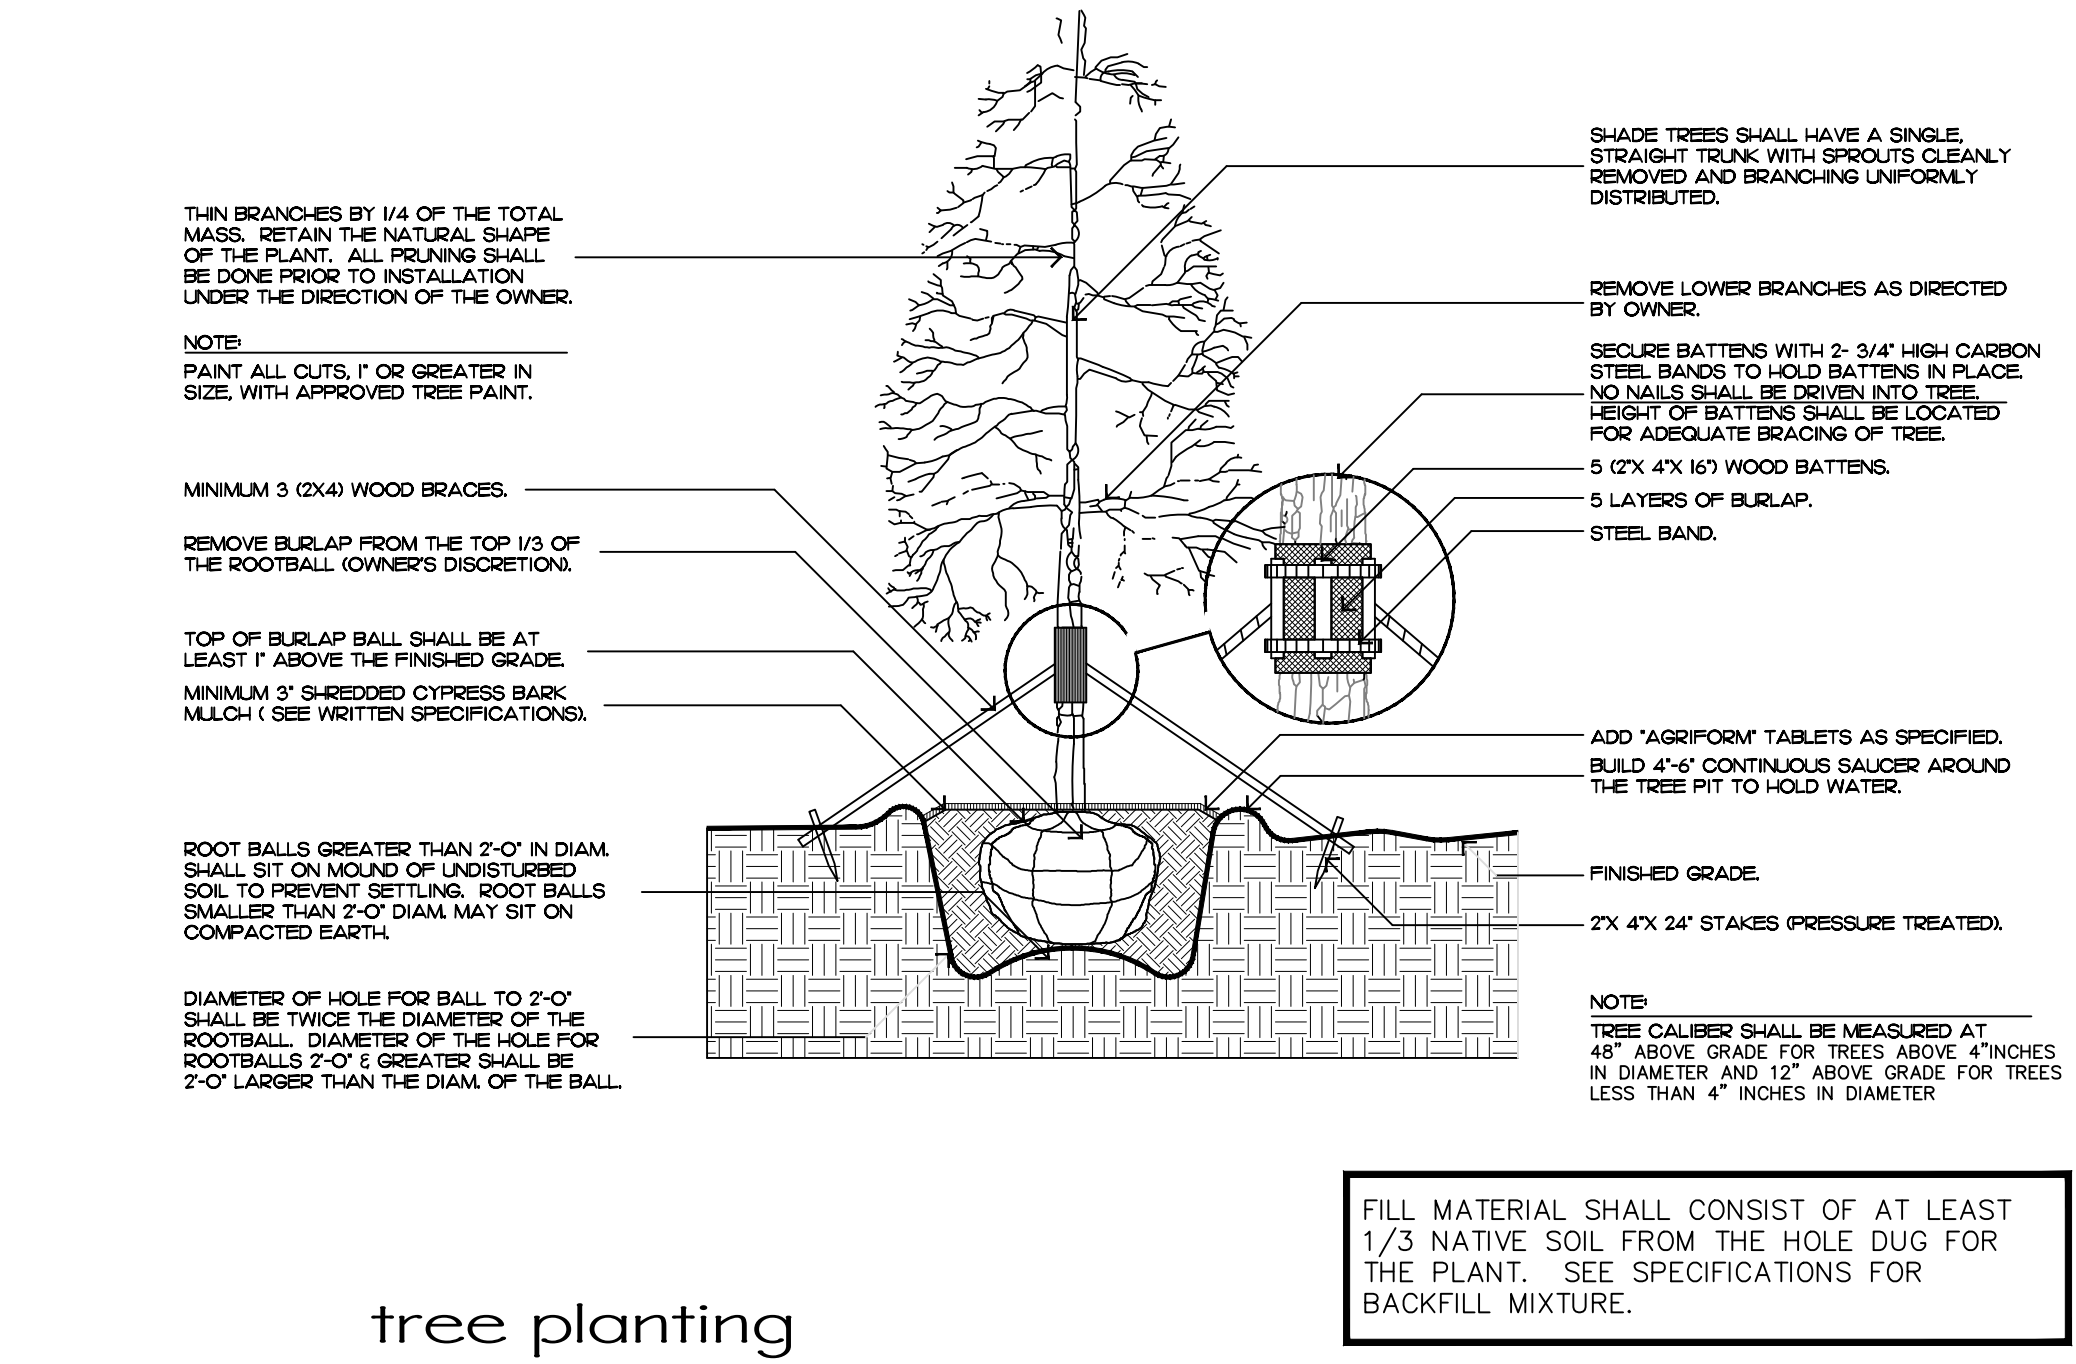 THIN BRANCHES BY 1/4 OF THE TOTAL
MASS. RETAIN THE NATURAL SHAPE
OF THE PLANT. ALL PRUNING SHALL
BE DONE PRIOR TO INSTALLATION
UNDER THE DIRECTION OF THE OWNER.
NOTE:
PAINT ALL CUTS, 1" OR GREATER IN
SIZE, WITH APPROVED TREE PAINT.
MINIMUM 3 (2X4) WOOD BRACES.
REMOVE BURLAP FROM THE TOP 1/3 OF
THE ROOTBALL (OWNER'S DISCRETION).
TOP OF BURLAP BALL SHALL BE AT
LEAST 1" ABOVE THE FINISHED GRADE.
MINIMUM 3" SHREDDED CYPRESS BARK
MULCH ( SEE WRITTEN SPECIFICATIONS).
ROOT BALLS GREATER THAN 2'-0" IN DIAM.
SHALL SIT ON MOUND OF UNDISTURBED
SOIL TO PREVENT SETTLING. ROOT BALLS
SMALLER THAN 2'-0" DIAM. MAY SIT ON
COMPACTED EARTH.
DIAMETER OF HOLE FOR BALL TO 2'-0"
SHALL BE TWICE THE DIAMETER OF THE
ROOTBALL. DIAMETER OF THE HOLE FOR
ROOTBALLS 2'-0" & GREATER SHALL BE
2'-0" LARGER THAN THE DIAM. OF THE BALL.
SHADE TREES SHALL HAVE A SINGLE,
STRAIGHT TRUNK WITH SPROUTS CLEANLY
REMOVED AND BRANCHING UNIFORMLY
DISTRIBUTED.
REMOVE LOWER BRANCHES AS DIRECTED
BY OWNER.
SECURE BATTENS WITH 2- 3/4" HIGH CARBON
STEEL BANDS TO HOLD BATTENS IN PLACE.
NO NAILS SHALL BE DRIVEN INTO TREE.
HEIGHT OF BATTENS SHALL BE LOCATED
FOR ADEQUATE BRACING OF TREE.
5 (2"X 4"X 16") WOOD BATTENS.
5 LAYERS OF BURLAP.
STEEL BAND.
ADD "AGRIFORM" TABLETS AS SPECIFIED.
BUILD 4"-6" CONTINUOUS SAUCER AROUND
THE TREE PIT TO HOLD WATER.
FINISHED GRADE.
2"X 4"X 24" STAKES (PRESSURE TREATED).
NOTE:
TREE CALIBER SHALL BE MEASURED AT
48" ABOVE GRADE FOR TREES ABOVE 4"INCHES
IN DIAMETER AND 12" ABOVE GRADE FOR TREES
LESS THAN 4" INCHES IN DIAMETER
FILL MATERIAL SHALL CONSIST OF AT LEAST
1/3 NATIVE SOIL FROM THE HOLE DUG FOR
THE PLANT. SEE SPECIFICATIONS FOR
BACKFILL MIXTURE.
tree planting